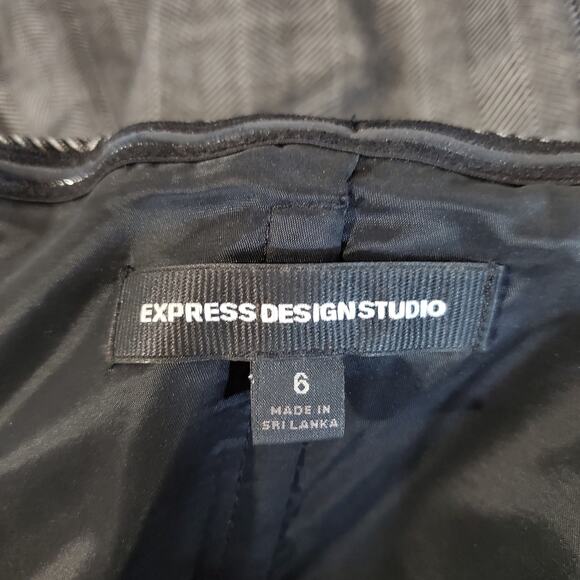 EXPRESS DESIGN STUDIO
6
MADE IN
SRI LANKA